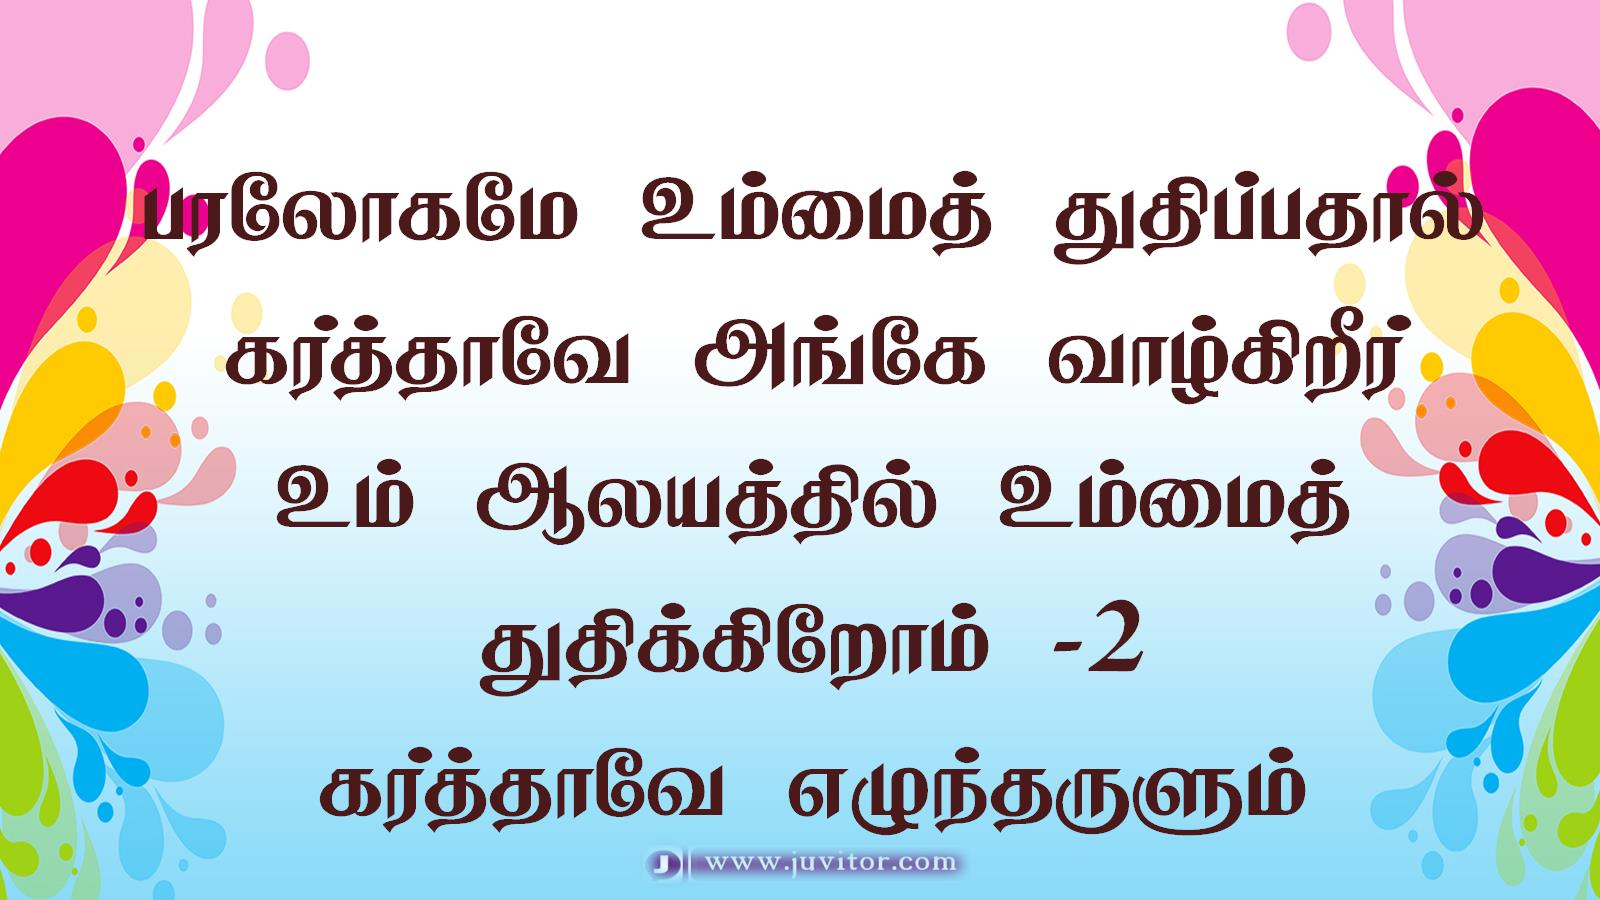 பரலோகமே உம்மைத் துதிப்பதால்
கர்த்தாவே அங்கே வாழ்கிறீர்
உம் ஆலயத்தில் உம்மைத்
துதிக்கிறோம் -2
கர்த்தாவே எழுந்தருளும்
J www.juvitor.com